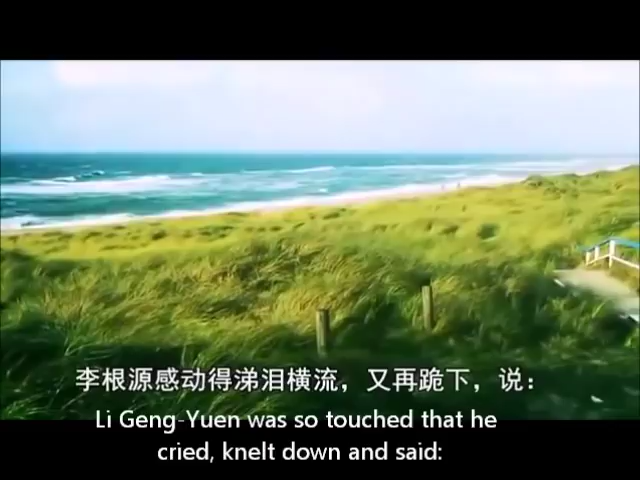 李根源感动得涕泪横流，又再跪下，说：
Li Geng-Yuen was so touched that he
cried, knelt down and said: